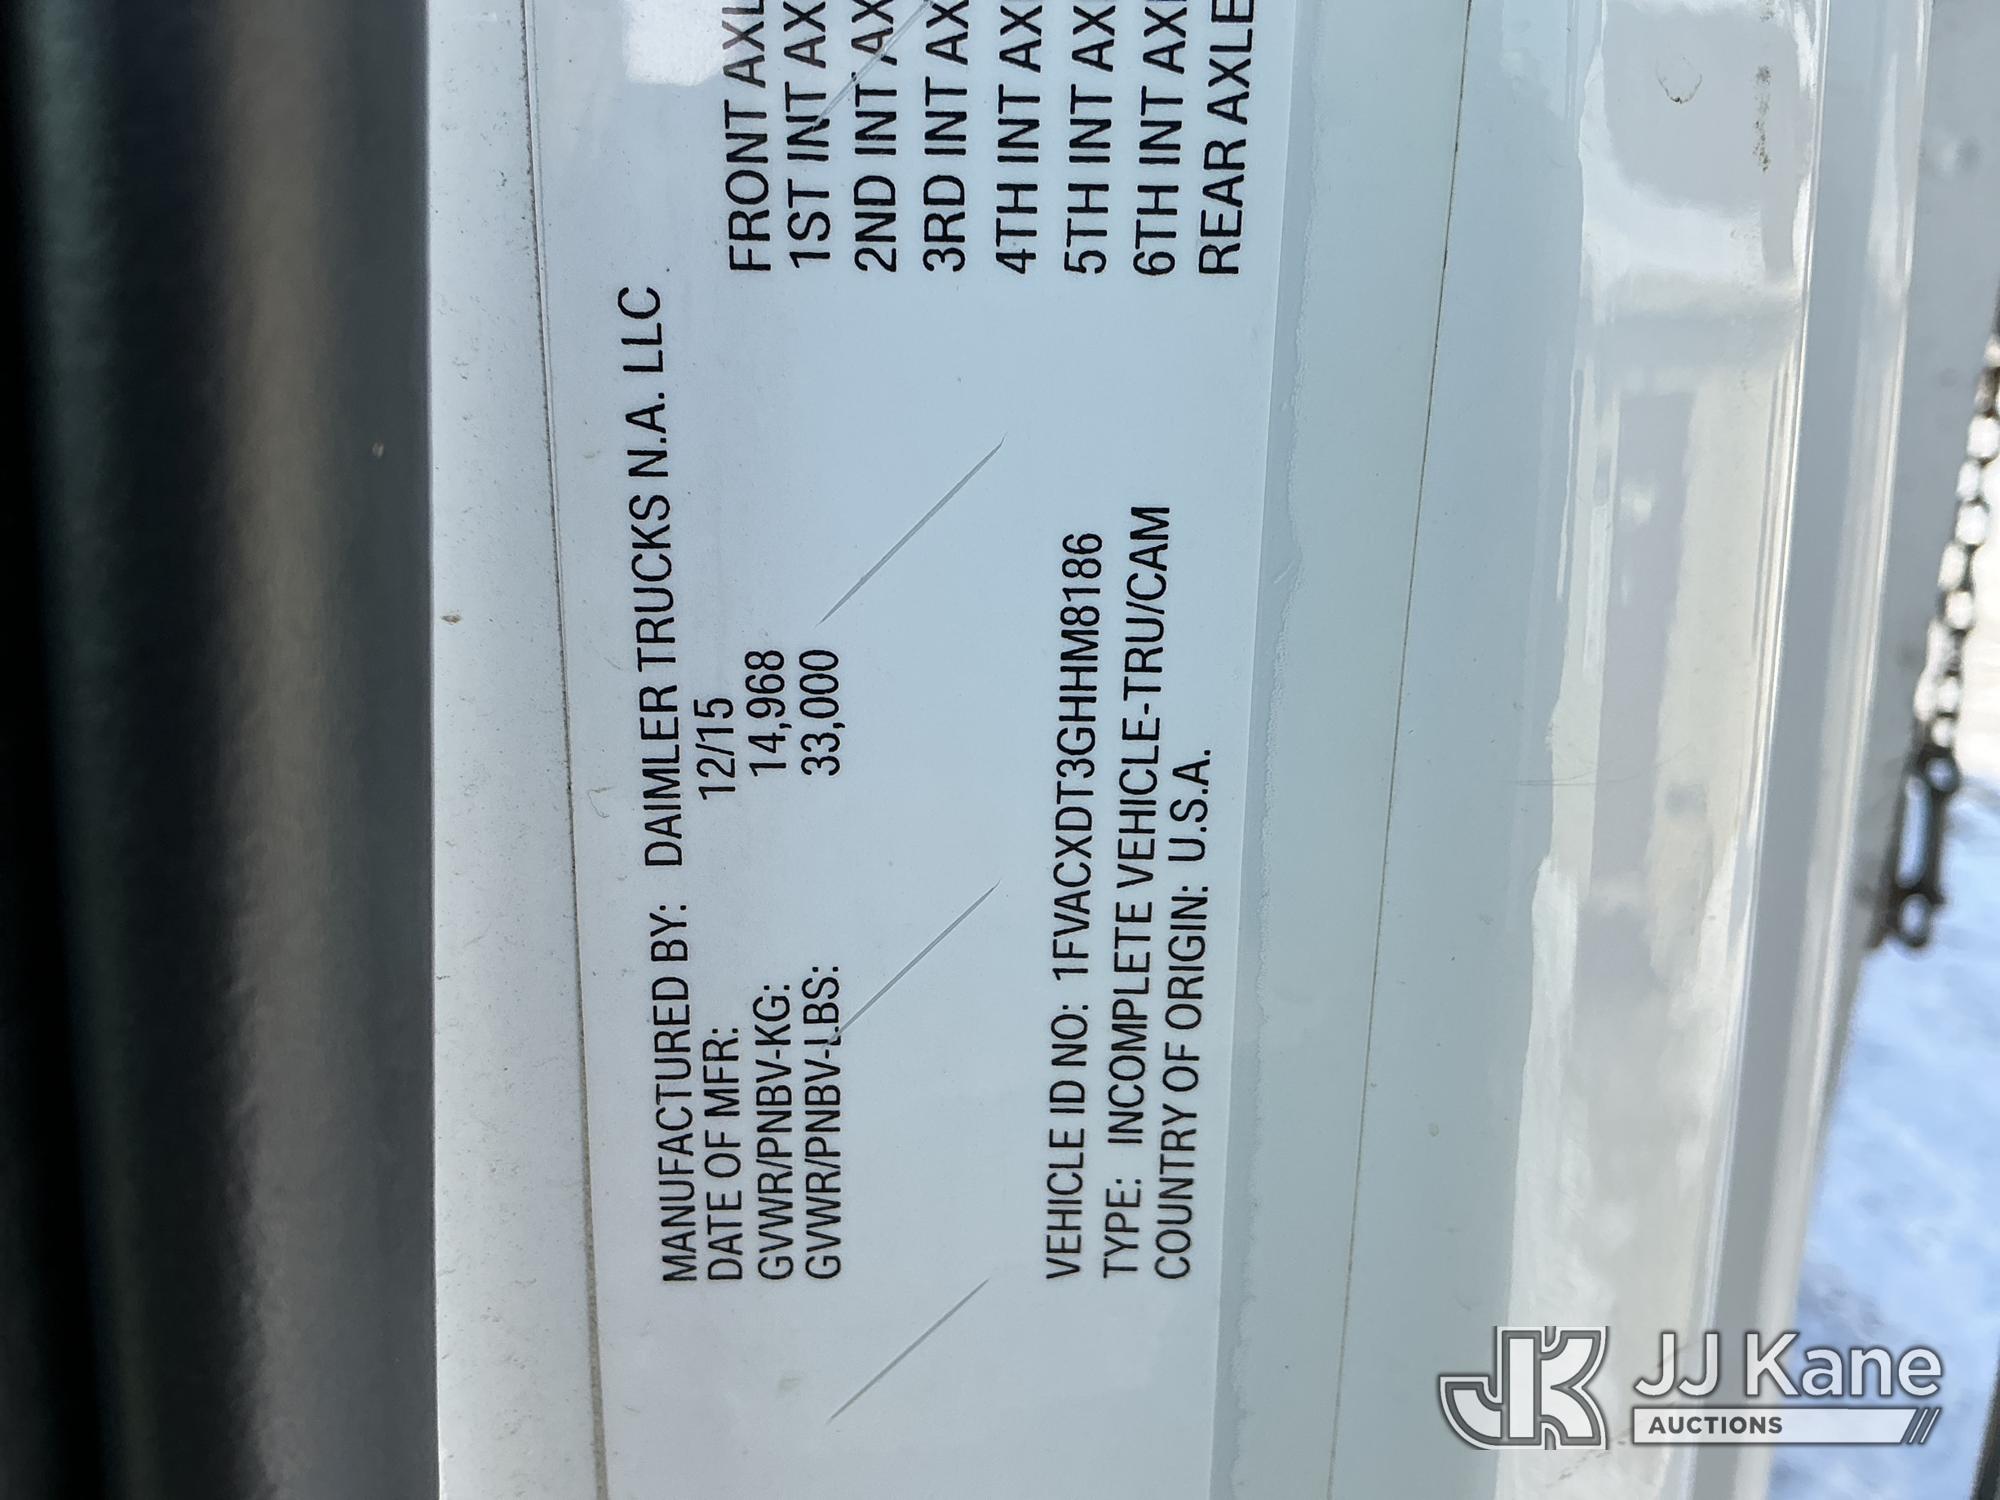 MANUFACTURED BY: DAIMLER TRUCKS N.A. LLC
DATE OF MFR: 12/15
GVWR/PNBV-KG: 14,968
GVWR/PNBV-LBS: 33,000
FRONT AXL
1ST INT AX
2ND INT AX
3RD INT AX
4TH INT AX
5TH INT AX
6TH INT AX
REAR AXLE
VEHICLE ID NO: 1FVACXDT3GHHM8186
TYPE: INCOMPLETE VEHICLE-TRU/CAM
COUNTRY OF ORIGIN: U.S.A.
JK JJ Kane
AUCTIONS